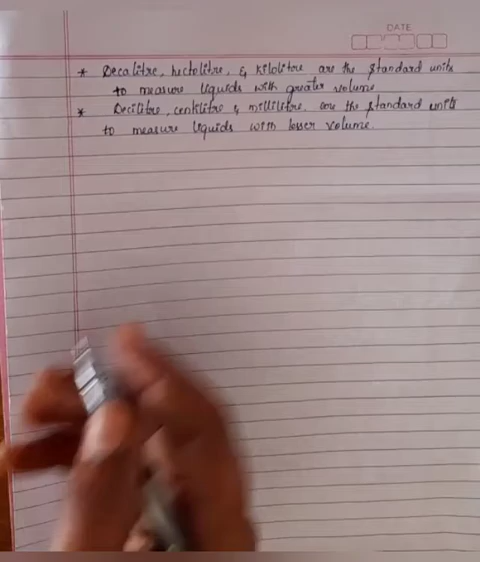 DATE
* Decalitre, hectolitre, & kilolitre are the standard units
to measure liquids with greater volume
* Decilitre, centilitre & millilitre. are the standard units
to measure liquids with lesser volume.